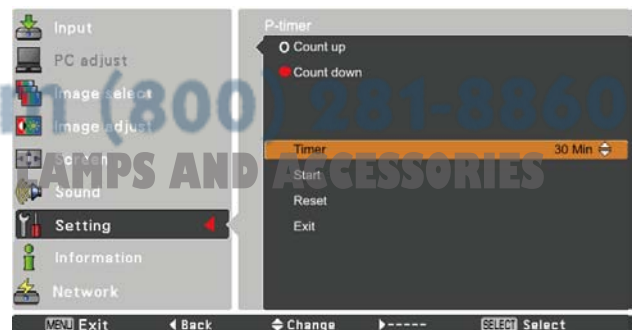 Input
PC adjust
Image select
Image adjust
Screen
Sound
Setting
Information
Network
P-timer
Count up
Count down
Timer 30 Min
Start
Reset
Exit
m (800) 281-8860
LAMPS AND ACCESSORIES
MENU Exit Back Change ----- SELECT Select